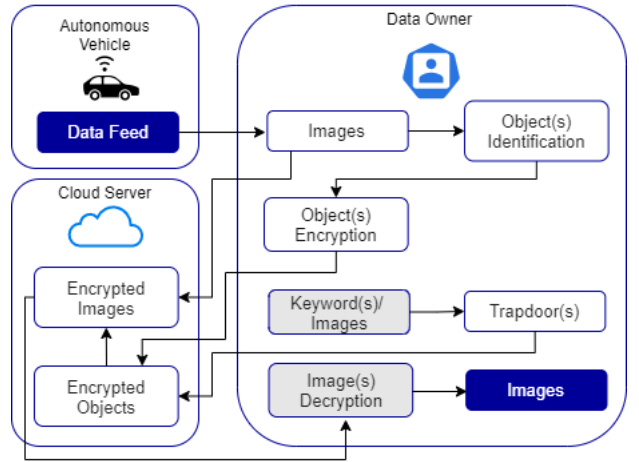 Autonomous
Vehicle
Data Feed
Data Owner
Images
Object(s)
Identification
Object(s)
Encryption
Cloud Server
Encrypted
Images
Encrypted
Objects
Keyword(s)/
Images
Trapdoor(s)
Image(s)
Decryption
Images